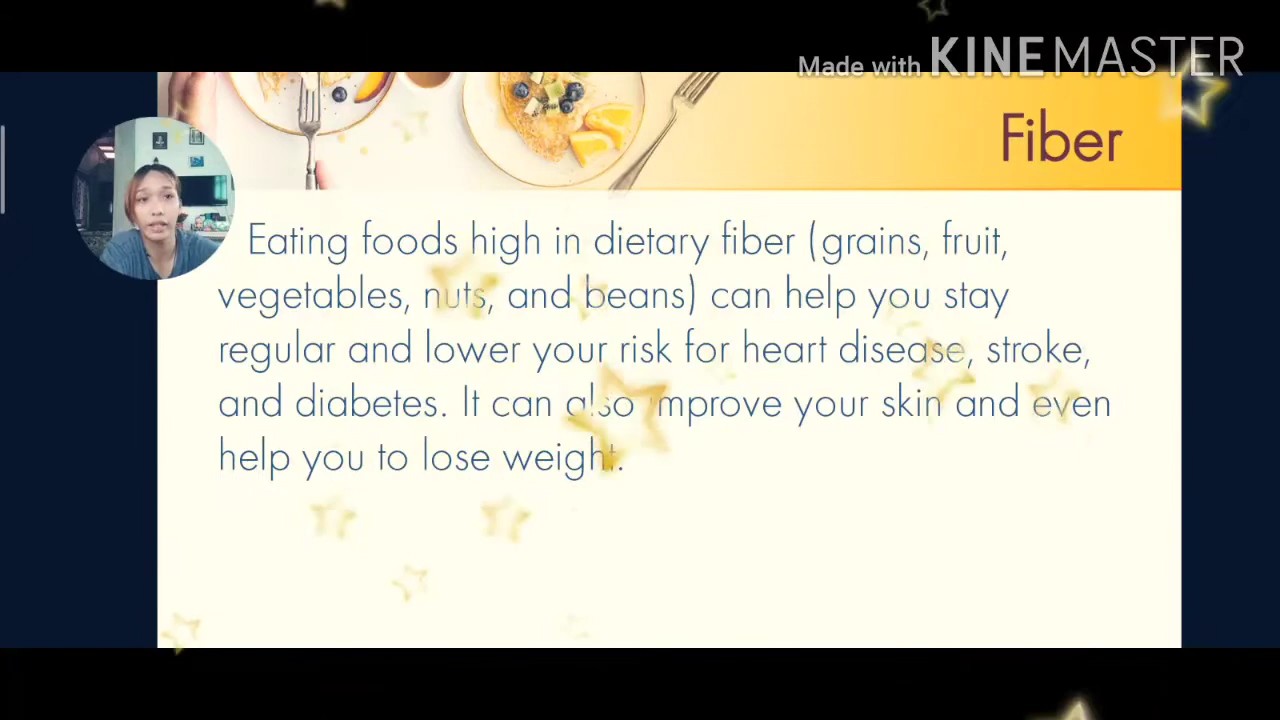 Made with KINEMASTER
Fiber
Eating foods high in dietary fiber (grains, fruit,
vegetables, nuts, and beans) can help you stay
regular and lower your risk for heart disease, stroke,
and diabetes. It can also improve your skin and even
help you to lose weight.